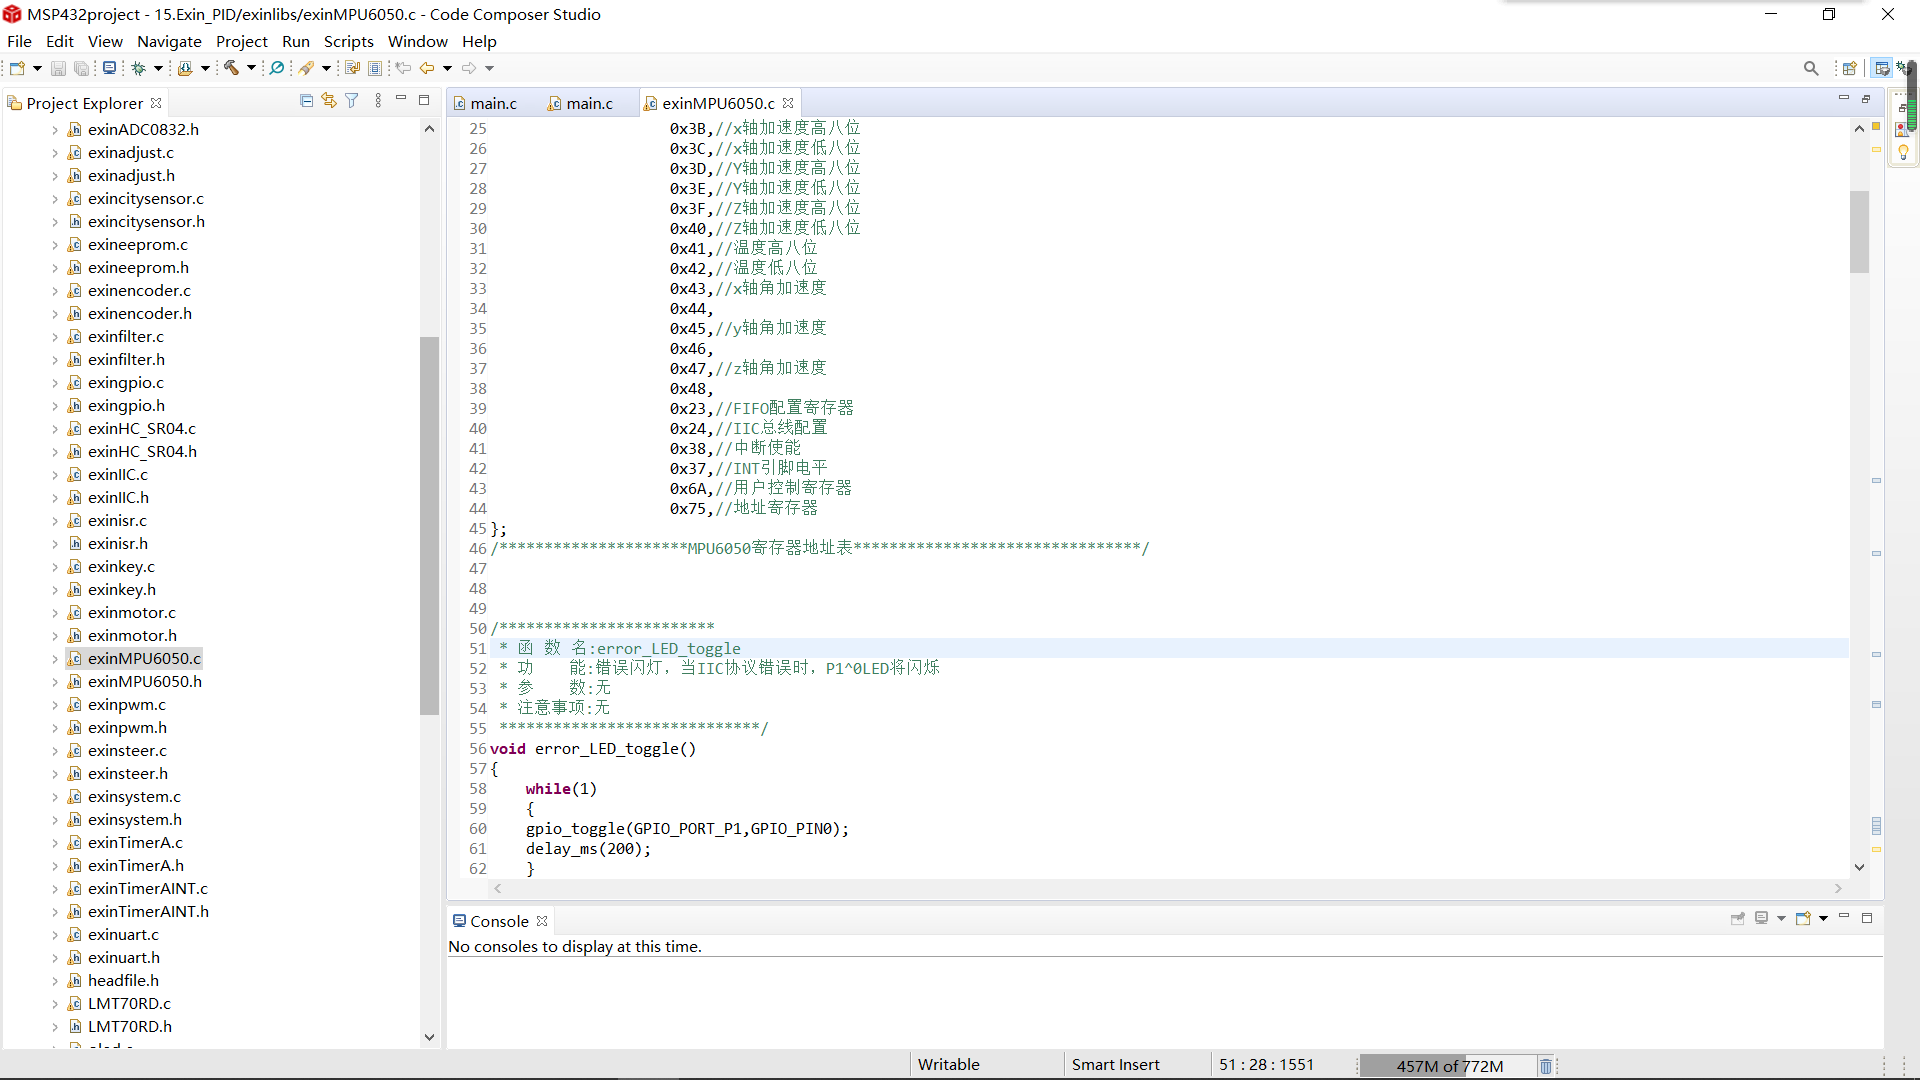 MSP432project - 15.Exin_PID/exinlibs/exinMPU6050.c - Code Composer Studio
File Edit View Navigate Project Run Scripts Window Help
Project Explorer
exinADC0832.h
exinadjust.c
exinadjust.h
exincitysensor.c
exincitysensor.h
exineeprom.c
exineeprom.h
exinencoder.c
exinencoder.h
exinfilter.c
exinfilter.h
exingpio.c
exingpio.h
exinHC_SR04.c
exinHC_SR04.h
exinIIC.c
exinIIC.h
exinisr.c
exinisr.h
exinkey.c
exinkey.h
exinmotor.c
exinmotor.h
exinMPU6050.c
exinMPU6050.h
exinpwm.c
exinpwm.h
exinsteer.c
exinsteer.h
exinsystem.c
exinsystem.h
exinTimerA.c
exinTimerA.h
exinTimerAINT.c
exinTimerAINT.h
exinuart.c
exinuart.h
headfile.h
LMT70RD.c
LMT70RD.h
main.c main.c exinMPU6050.c
25 0x3B,//x轴加速度高八位
26 0x3C,//x轴加速度低八位
27 0x3D,//Y轴加速度高八位
28 0x3E,//Y轴加速度低八位
29 0x3F,//Z轴加速度高八位
30 0x40,//Z轴加速度低八位
31 0x41,//温度高八位
32 0x42,//温度低八位
33 0x43,//x轴角加速度
34 0x44,
35 0x45,//y轴角加速度
36 0x46,
37 0x47,//z轴角加速度
38 0x48,
39 0x23,//FIFO配置寄存器
40 0x24,//IIC总线配置
41 0x38,//中断使能
42 0x37,//INT引脚电平
43 0x6A,//用户控制寄存器
44 0x75,//地址寄存器
45 };
46 /*********************MPU6050寄存器地址表********************************/
47
48
49
50 /************************
51 * 函 数 名:error_LED_toggle
52 * 功    能:错误闪灯，当IIC协议错误时，P1^0LED将闪烁
53 * 参    数:无
54 * 注意事项:无
55 *****************************/
56 void error_LED_toggle()
57 {
58 while(1)
59 {
60 gpio_toggle(GPIO_PORT_P1,GPIO_PIN0);
61 delay_ms(200);
62 }
Console
No consoles to display at this time.
Writable Smart Insert 51 : 28 : 1551 457M of 772M